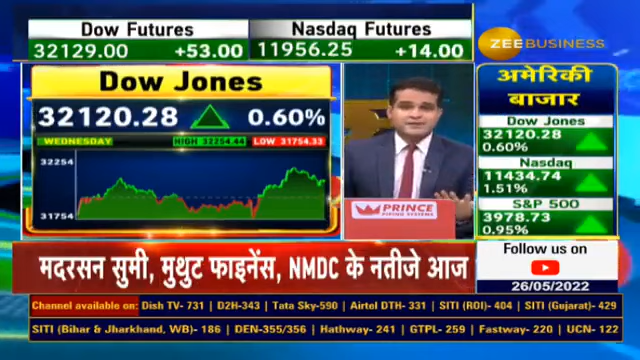 Dow Futures
32129.00 +53.00
Nasdaq Futures
11956.25 +14.00
ZEE BUSINESS
Dow Jones
32120.28 0.60%
WEDNESDAY HIGH 32254.44 LOW 31754.33
32254
31754
PRINCE
PIPING SYSTEMS
अमेरिकी
बाजार
Dow Jones
32120.28
0.60%
Nasdaq
11434.74
1.51%
S&P 500
3978.73
0.95%
मदरसन सुमी, मुथुट फाइनेंस, NMDC के नतीजे आज
Follow us on
26/05/2022
Channel available on: Dish TV- 731 | D2H-343 | Tata Sky-590 | Airtel DTH- 331 | SITI (ROI)- 404 | SITI (Gujarat)- 429
SITI (Bihar & Jharkhand, WB)- 186 | DEN-355/356 | Hathway- 241 | GTPL- 259 | Fastway- 220 | UCN- 122